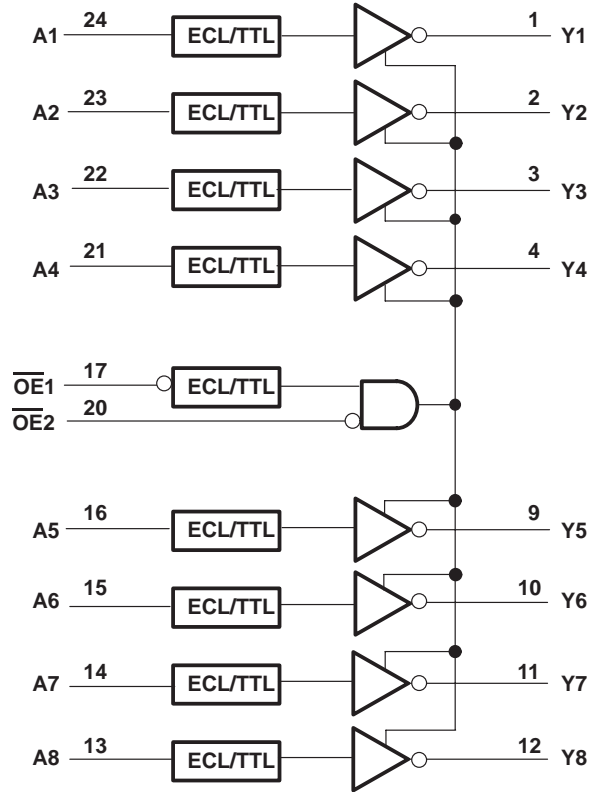 A1 24 ECL/TTL 1 Y1
A2 23 ECL/TTL 2 Y2
A3 22 ECL/TTL 3 Y3
A4 21 ECL/TTL 4 Y4
O̅E̅1 17 ECL/TTL
O̅E̅2 20
A5 16 ECL/TTL 9 Y5
A6 15 ECL/TTL 10 Y6
A7 14 ECL/TTL 11 Y7
A8 13 ECL/TTL 12 Y8